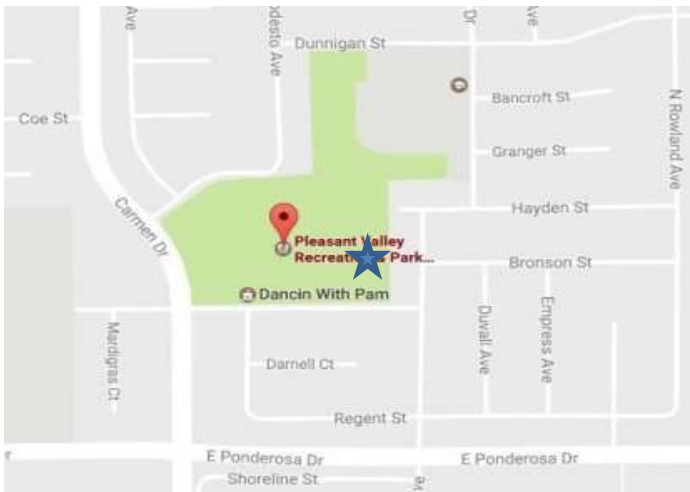 Ave
odesto Ave
Dunnigan St
Dr
Ave
Bancroft St
Coe St
N Rowland Ave
Granger St
Carmen Dr
Hayden St
Pleasant Valley
Park...
Bronson St
Dancin With Pam
Mardigras Ct
Duvall Ave
Empress Ave
Darnell Ct
Regent St
E Ponderosa Dr
E Ponderosa Dr
Shoreline St